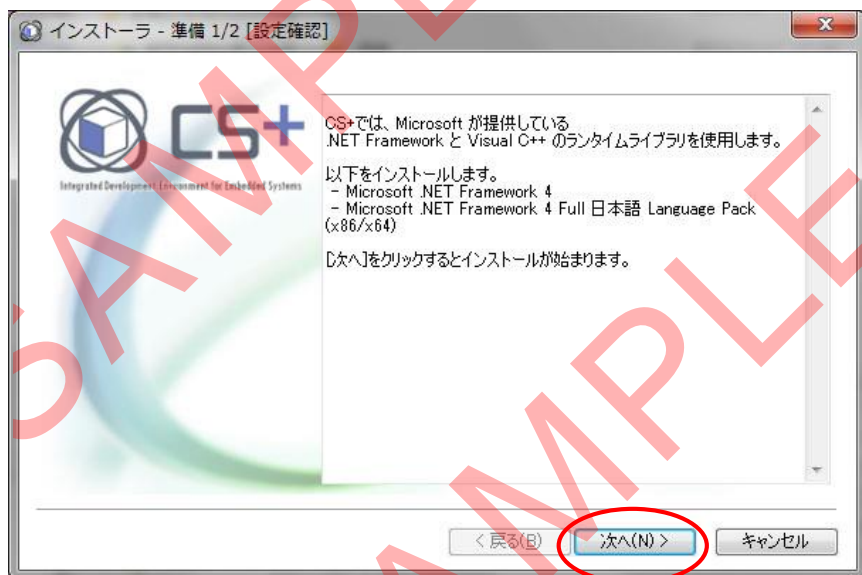 インストーラ - 準備 1/2 [設定確認]
CS+
Integrated Development Environment for Embedded Systems
CS+では、Microsoft が提供している
.NET Framework と Visual C++ のランタイムライブラリを使用します。
以下をインストールします。
- Microsoft .NET Framework 4
- Microsoft .NET Framework 4 Full 日本語 Language Pack
(x86/x64)
[次へ]をクリックするとインストールが始まります。
< 戻る(B)
次へ(N) >
キャンセル
SAMPLE
SAMPLE